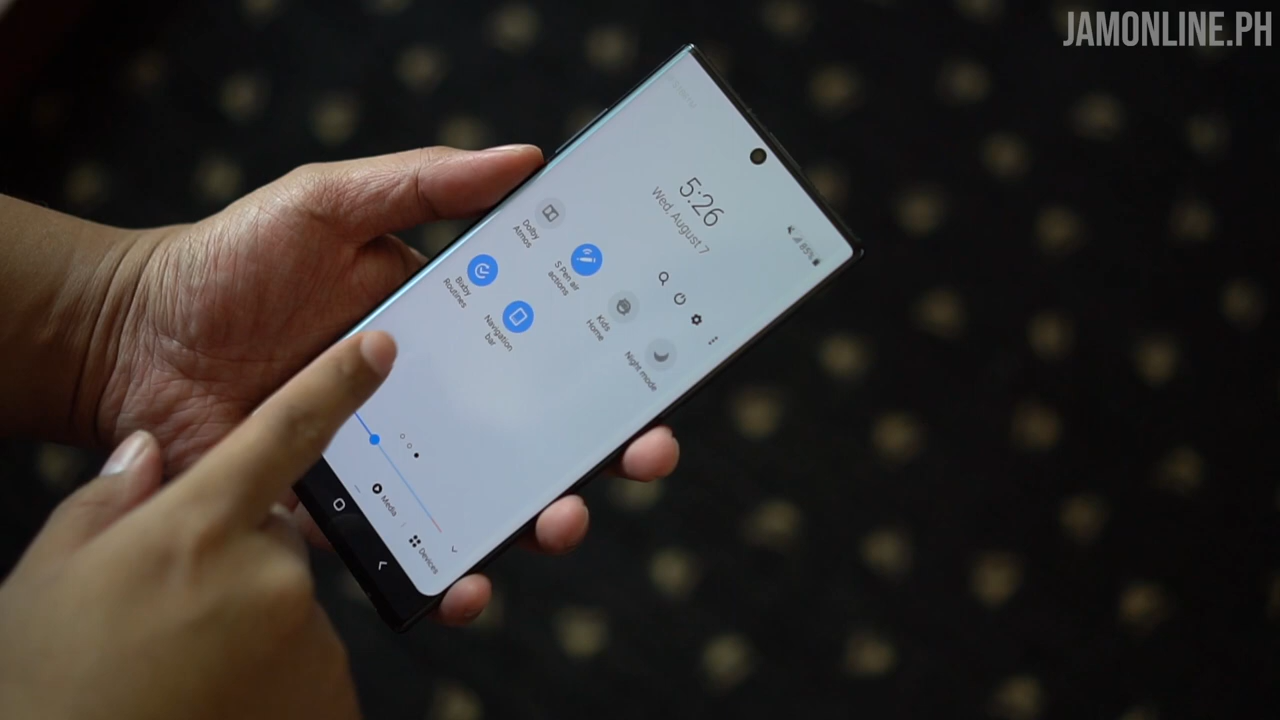 JAMONLINE.PH
85%
5:26
Wed, August 7
Dolby
Atmos
S Pen air
actions
Kids
Home
Night mode
Bixby
Routines
Navigation
bar
Media
Devices